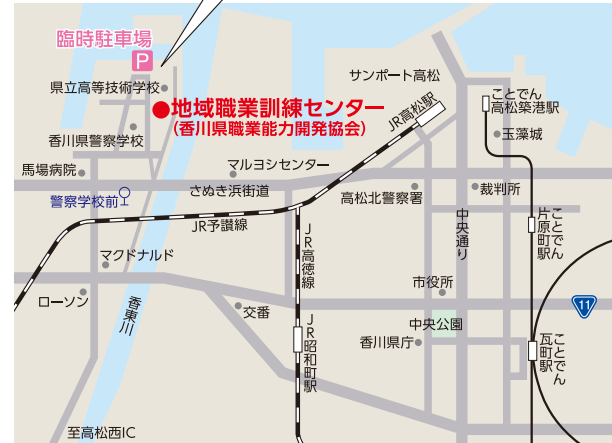 臨時駐車場
P
県立高等技術学校
地域職業訓練センター
(香川県職業能力開発協会)
香川県警察学校
馬場病院
警察学校前
マルヨシセンター
さぬき浜街道
JR予讃線
マクドナルド
ローソン
香東川
至高松西IC
交番
JR高徳線
JR昭和町駅
サンポート高松
JR高松駅
ことでん
高松築港駅
玉藻城
高松北警察署
裁判所
中央通り
ことでん
片原町駅
市役所
中央公園
香川県庁
11
ことでん
瓦町駅